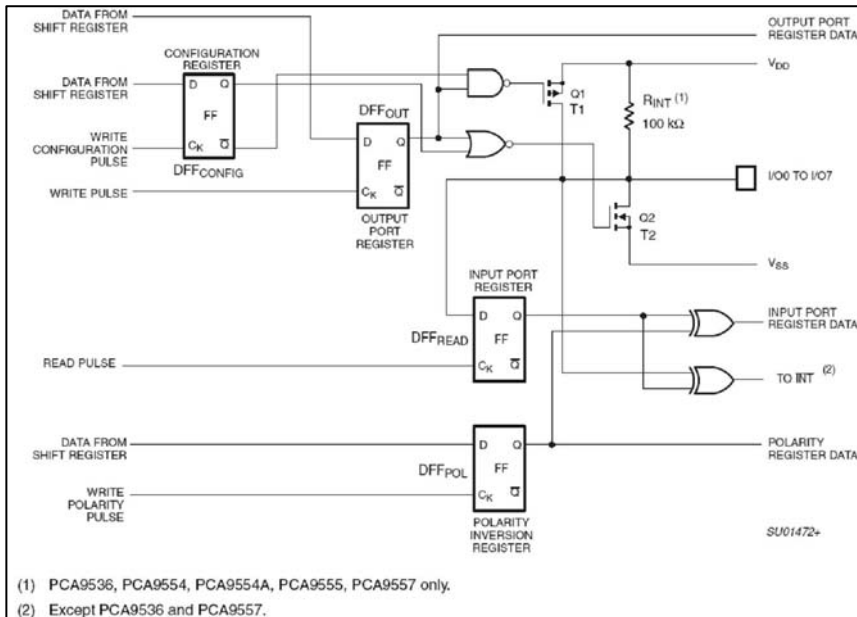 DATA FROM
SHIFT REGISTER
OUTPUT PORT
REGISTER DATA
CONFIGURATION
REGISTER
VDD
DATA FROM
SHIFT REGISTER
D Q
FF
CK Q̅
DFFCONFIG
Q1
T1
RINT (1)
100 kΩ
DFFOUT
D Q
FF
CK Q̅
WRITE
CONFIGURATION
PULSE
WRITE PULSE
I/O0 TO I/O7
OUTPUT
PORT
REGISTER
Q2
T2
VSS
INPUT PORT
REGISTER
D Q
FF
CK Q̅
DFFREAD
INPUT PORT
REGISTER DATA
READ PULSE
TO I̅N̅T̅ (2)
DATA FROM
SHIFT REGISTER
D Q
FF
CK Q̅
DFFPOL
POLARITY
REGISTER DATA
WRITE
POLARITY
PULSE
POLARITY
INVERSION
REGISTER
SU01472+
(1) PCA9536, PCA9554, PCA9554A, PCA9555, PCA9557 only.
(2) Except PCA9536 and PCA9557.